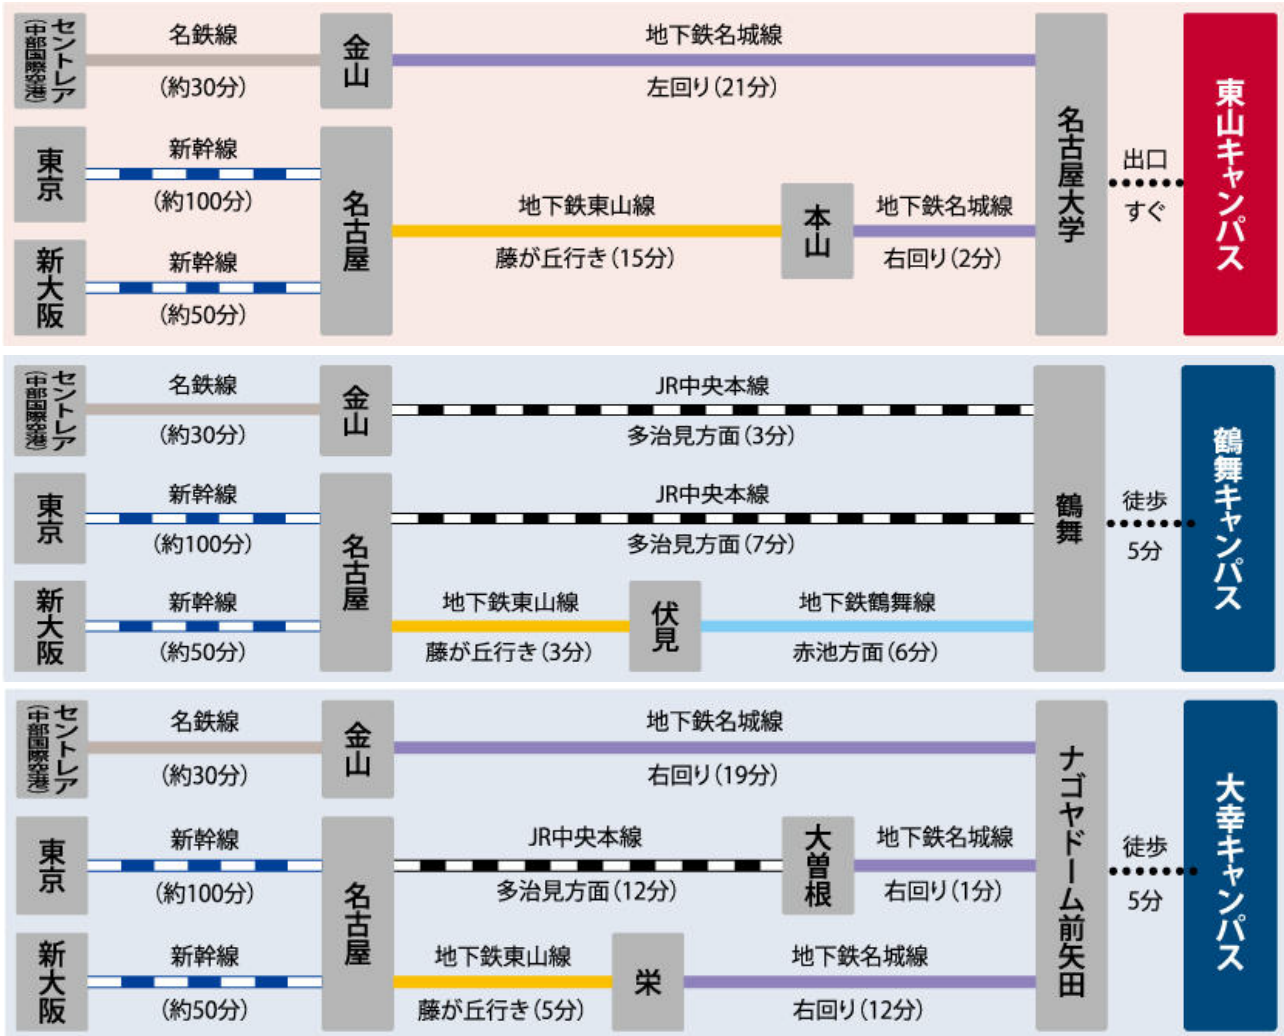 セントレア
(中部国際空港)
名鉄線
(約30分)
金山
地下鉄名城線
左回り(21分)
東京
新幹線
(約100分)
新大阪
新幹線
(約50分)
名古屋
地下鉄東山線
藤が丘行き(15分)
本山
地下鉄名城線
右回り(2分)
名古屋大学
出口
すぐ
東山キャンパス
セントレア
(中部国際空港)
名鉄線
(約30分)
金山
JR中央本線
多治見方面(3分)
東京
新幹線
(約100分)
新大阪
新幹線
(約50分)
名古屋
JR中央本線
多治見方面(7分)
地下鉄東山線
藤が丘行き(3分)
伏見
地下鉄鶴舞線
赤池方面(6分)
鶴舞
徒歩
5分
鶴舞キャンパス
セントレア
(中部国際空港)
名鉄線
(約30分)
金山
地下鉄名城線
右回り(19分)
東京
新幹線
(約100分)
新大阪
新幹線
(約50分)
名古屋
JR中央本線
多治見方面(12分)
大曽根
地下鉄名城線
右回り(1分)
地下鉄東山線
藤が丘行き(5分)
栄
地下鉄名城線
右回り(12分)
ナゴヤドーム前矢田
徒歩
5分
大幸キャンパス